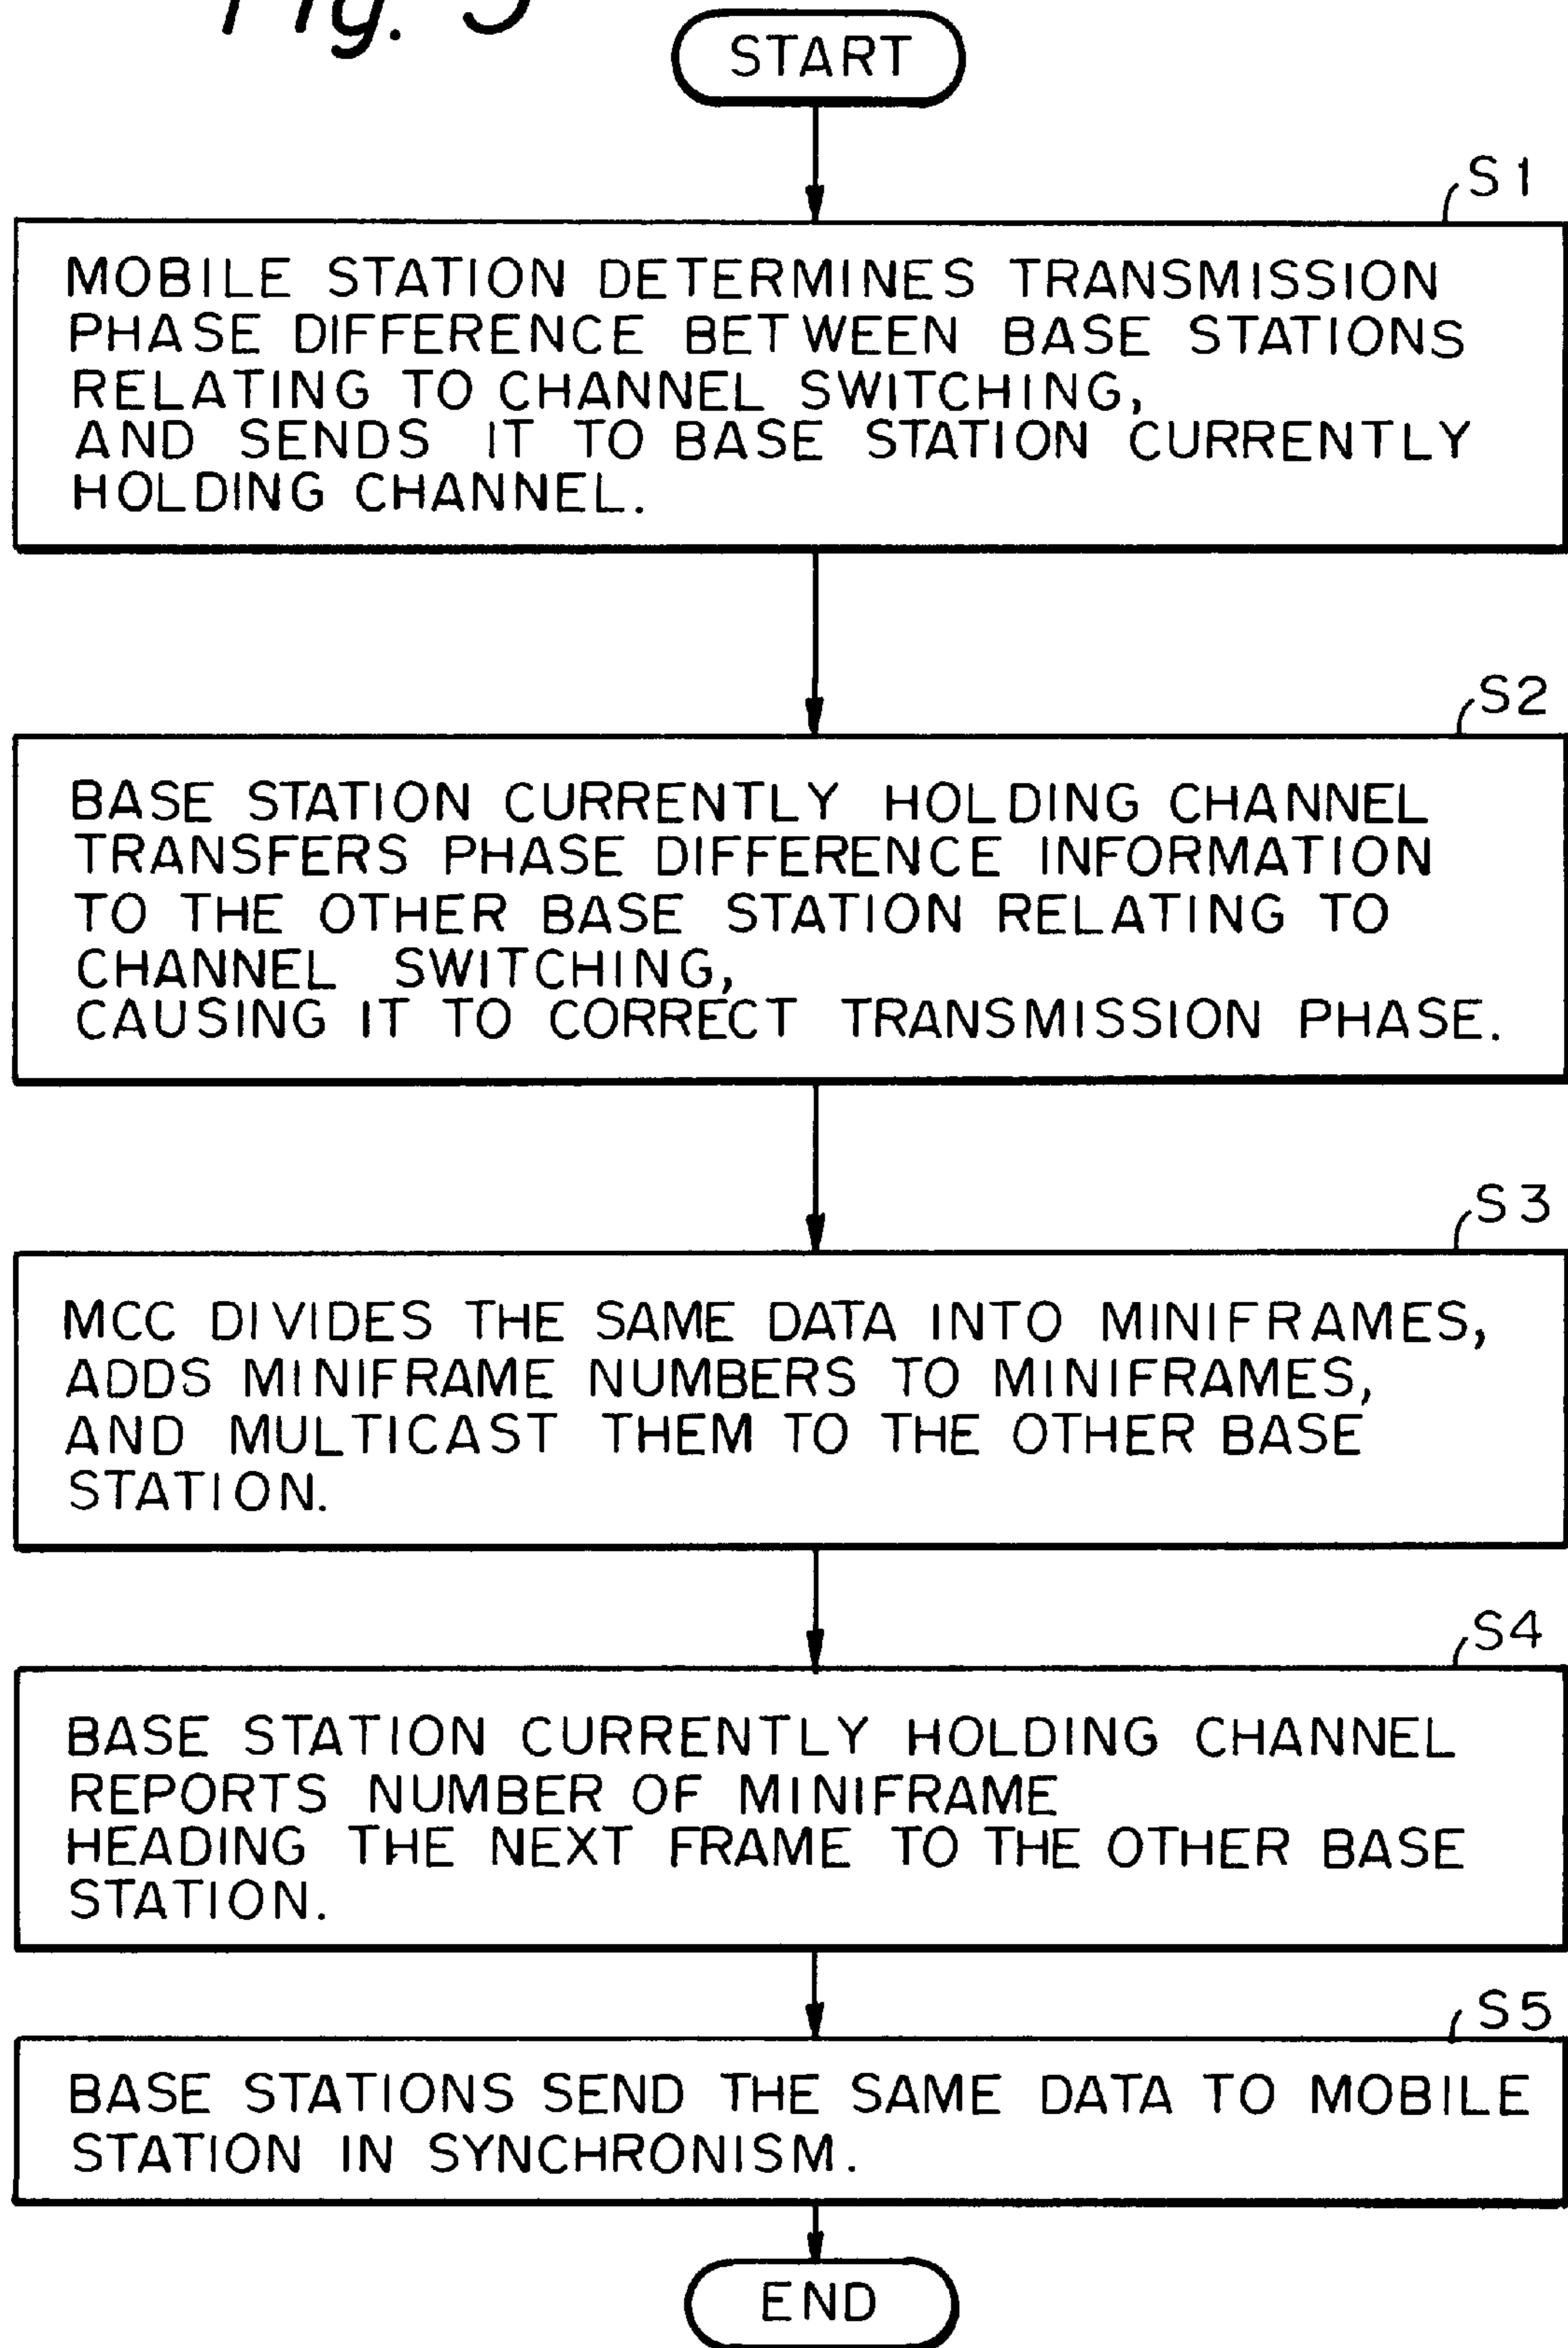 Fig.
START
S1
MOBILE STATION DETERMINES TRANSMISSION
PHASE DIFFERENCE BETWEEN BASE STATIONS
RELATING TO CHANNEL SWITCHING,
AND SENDS IT TO BASE STATION CURRENTLY
HOLDING CHANNEL.
S2
BASE STATION CURRENTLY HOLDING CHANNEL
TRANSFERS PHASE DIFFERENCE INFORMATION
TO THE OTHER BASE STATION RELATING TO
CHANNEL SWITCHING,
CAUSING IT TO CORRECT TRANSMISSION PHASE.
S3
MCC DIVIDES THE SAME DATA INTO MINIFRAMES,
ADDS MINIFRAME NUMBERS TO MINIFRAMES,
AND MULTICAST THEM TO THE OTHER BASE
STATION.
S4
BASE STATION CURRENTLY HOLDING CHANNEL
REPORTS NUMBER OF MINIFRAME
HEADING THE NEXT FRAME TO THE OTHER BASE
STATION.
S5
BASE STATIONS SEND THE SAME DATA TO MOBILE
STATION IN SYNCHRONISM.
END